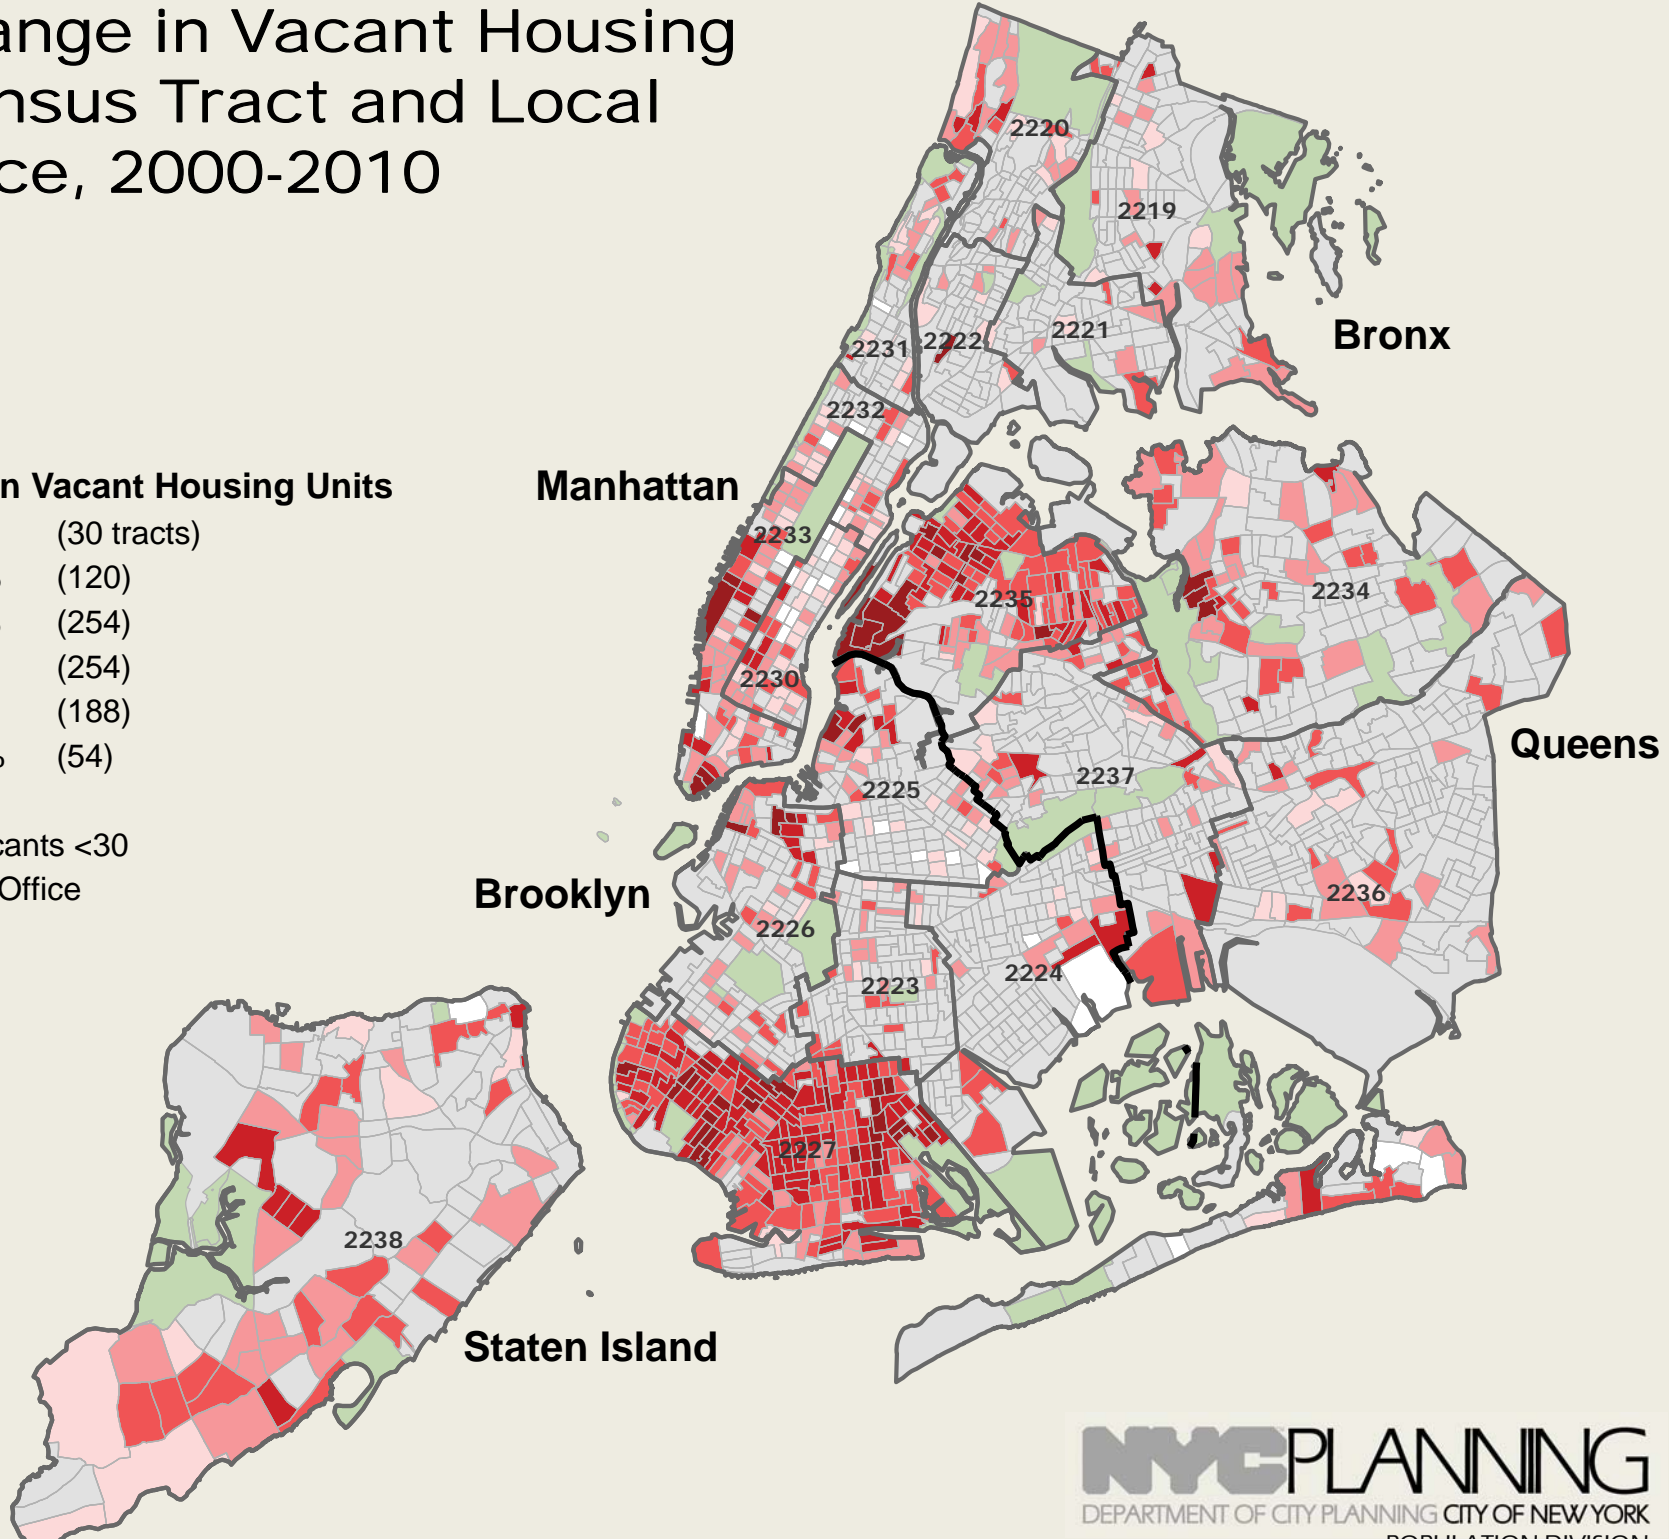 ange in Vacant Housing
nsus Tract and Local
ce, 2000-2010
n Vacant Housing Units
(30 tracts)
(120)
(254)
(254)
(188)
(54)
cants <30
Office
Manhattan
Bronx
Queens
Brooklyn
Staten Island
2220
2219
2231
2222
2221
2232
2233
2235
2234
2230
2237
2225
2236
2226
2224
2223
2227
2238
NYCPLANNING
DEPARTMENT OF CITY PLANNING CITY OF NEW YORK
POPULATION DIVISION